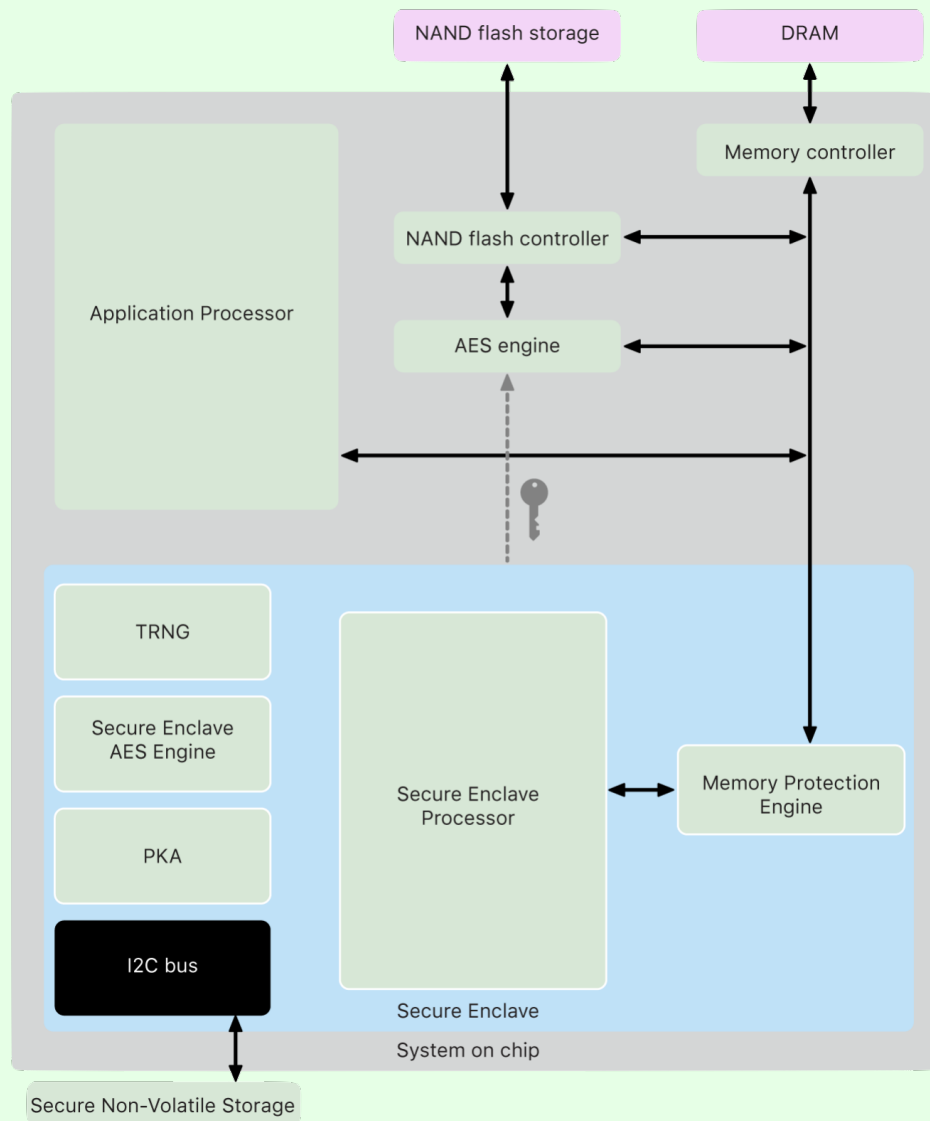 NAND flash storage
DRAM
Memory controller
NAND flash controller
Application Processor
AES engine
TRNG
Secure Enclave
AES Engine
Secure Enclave
Processor
Memory Protection
Engine
PKA
I2C bus
Secure Enclave
System on chip
Secure Non-Volatile Storage